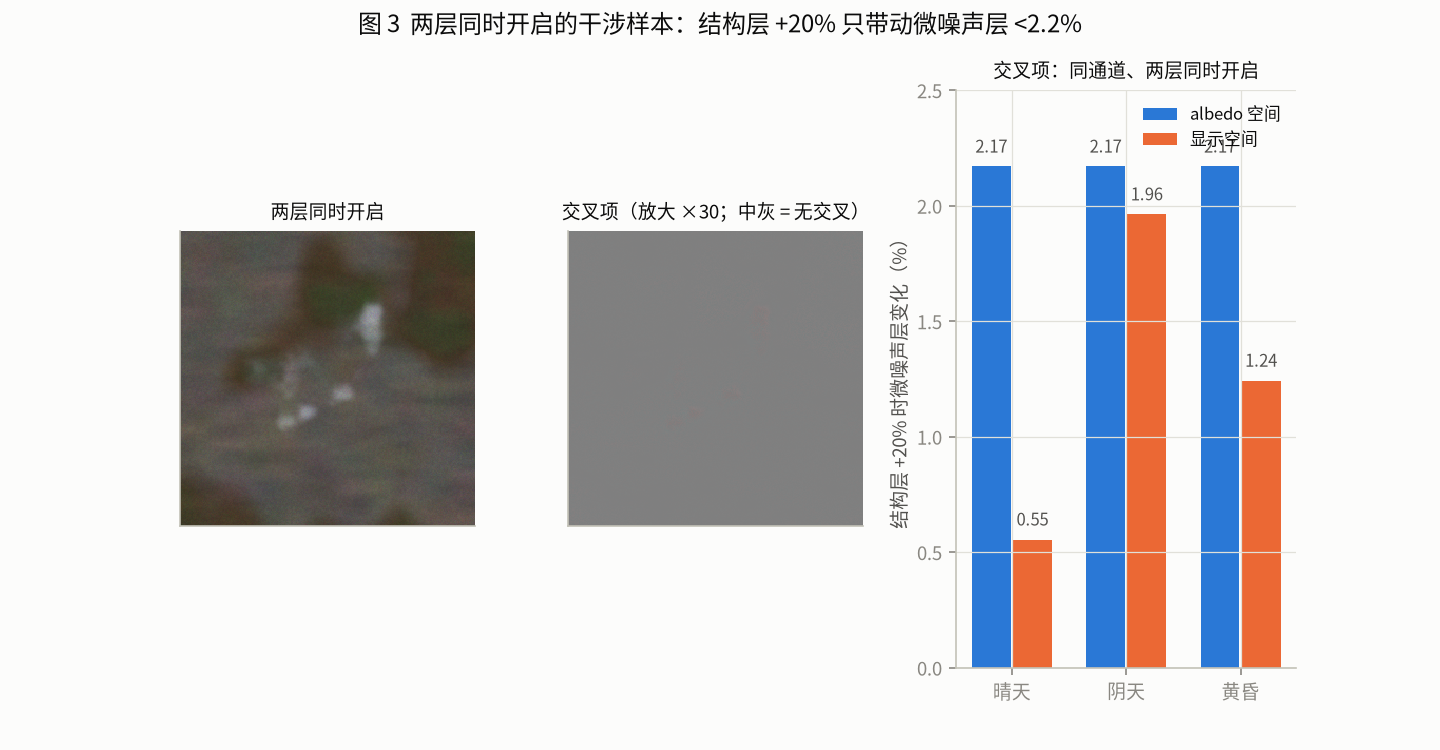 图 3 两层同时开启的干涉样本：结构层 +20% 只带动微噪声层 <2.2%
两层同时开启
交叉项（放大 ×30；中灰 = 无交叉）
交叉项：同通道、两层同时开启
albedo 空间
显示空间
结构层 +20% 时微噪声层变化（%）
2.5
2.0
1.5
1.0
0.5
0.0
2.17
0.55
2.17
1.96
2.17
1.24
晴天
阴天
黄昏